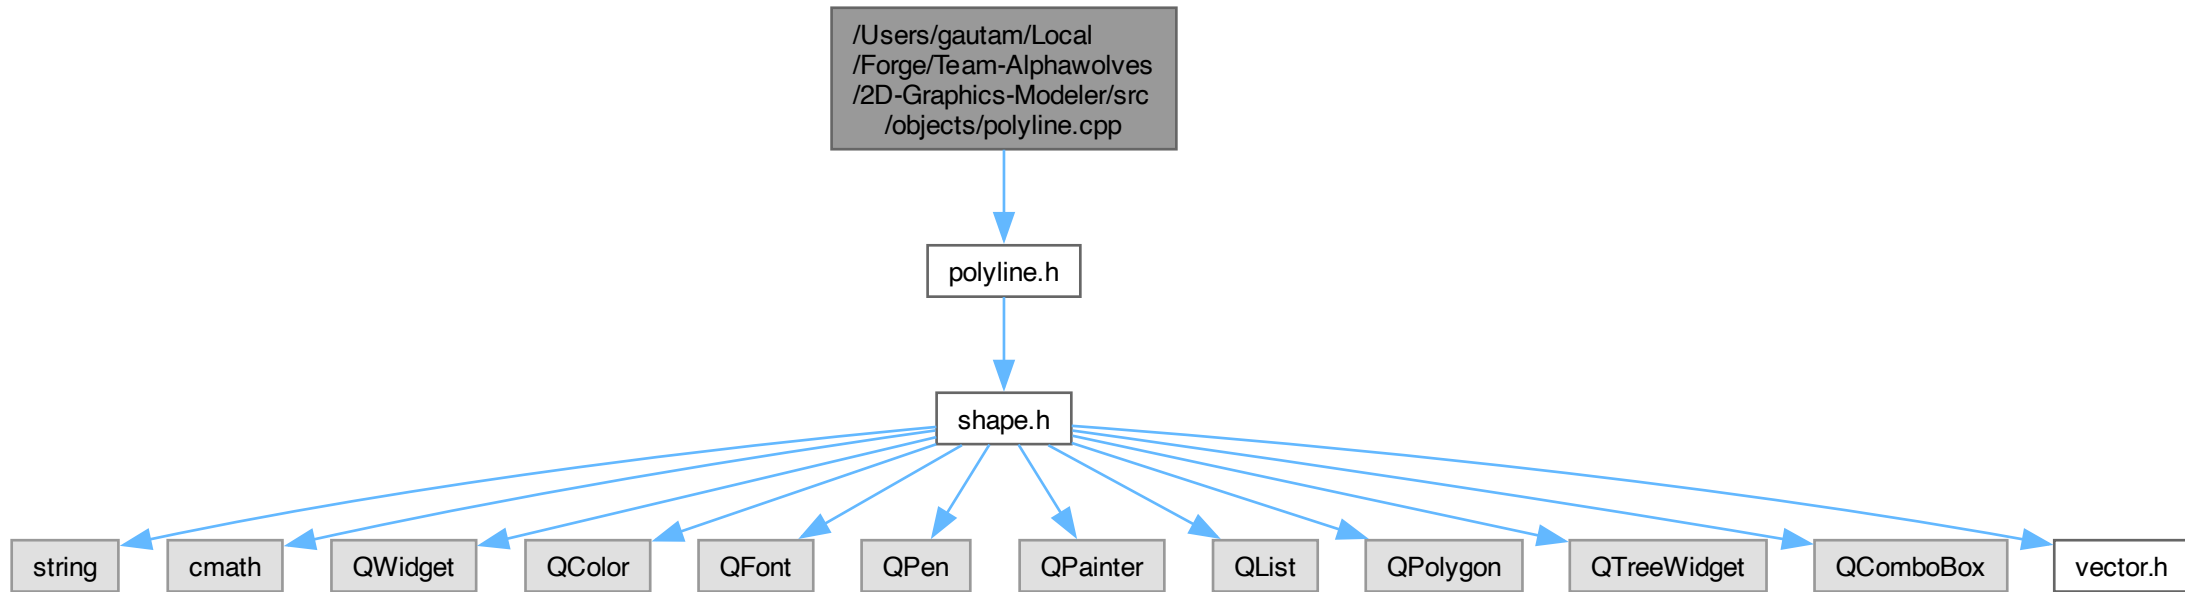 /Users/gautam/Local
/Forge/Team-Alphawolves
/2D-Graphics-Modeler/src
/objects/polyline.cpp
polyline.h
shape.h
string
cmath
QWidget
QColor
QFont
QPen
QPainter
QList
QPolygon
QTreeWidget
QComboBox
vector.h